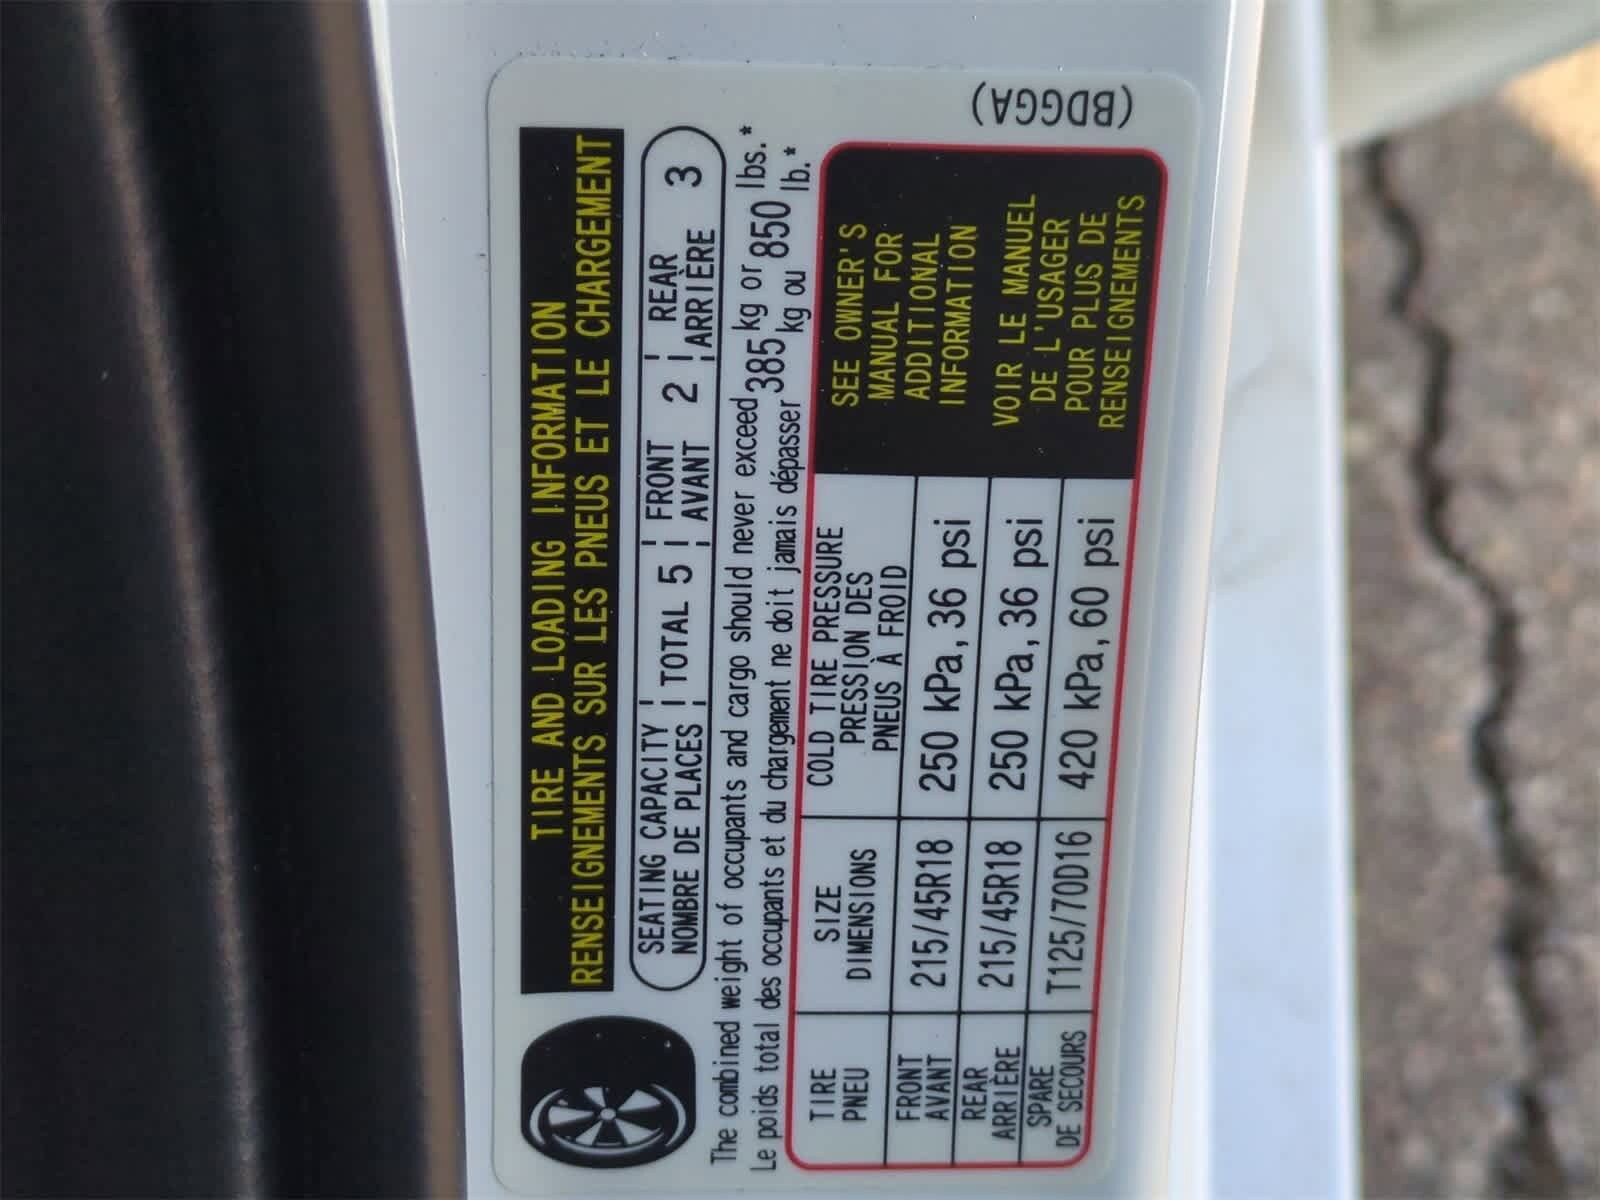 TIRE AND LOADING INFORMATION
RENSEIGNEMENTS SUR LES PNEUS ET LE CHARGEMENT
SEATING CAPACITY TOTAL 5 FRONT 2 REAR 3
NOMBRE DE PLACES AVANT ARRIÈRE
The combined weight of occupants and cargo should never exceed 385 kg or 850 lbs.*
Le poids total des occupants et du chargement ne doit jamais dépasser kg ou lb.*
TIRE
PNEU
SIZE
DIMENSIONS
COLD TIRE PRESSURE
PRESSION DES
PNEUS À FROID
FRONT
AVANT
215/45R18
250 kPa, 36 psi
REAR
ARRIÈRE
215/45R18
250 kPa, 36 psi
SPARE
DE SECOURS
T125/70D16
420 kPa, 60 psi
SEE OWNER'S
MANUAL FOR
ADDITIONAL
INFORMATION
VOIR LE MANUEL
DE L'USAGER
POUR PLUS DE
RENSEIGNEMENTS
(BDGGA)